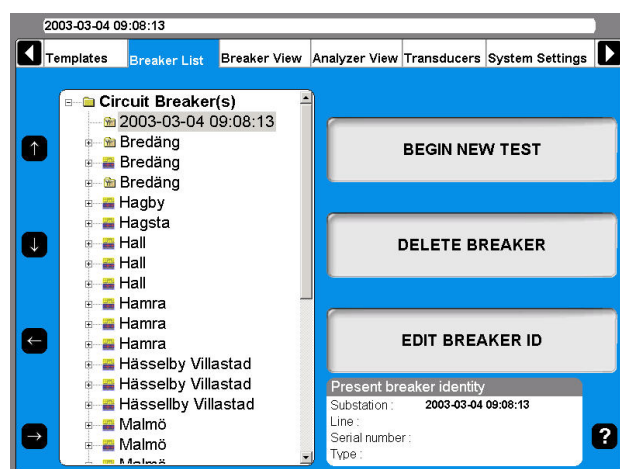 2003-03-04 09:08:13
Templates Breaker List Breaker View Analyzer View Transducers System Settings
Circuit Breaker(s)
2003-03-04 09:08:13
Bredäng
Bredäng
Bredäng
Hagby
Hagsta
Hall
Hall
Hall
Hamra
Hamra
Hamra
Hässelby Villastad
Hässelby Villastad
Hässellby Villastad
Malmö
Malmö
Malmö
BEGIN NEW TEST
DELETE BREAKER
EDIT BREAKER ID
Present breaker identity
Substation : 2003-03-04 09:08:13
Line :
Serial number :
Type :
?